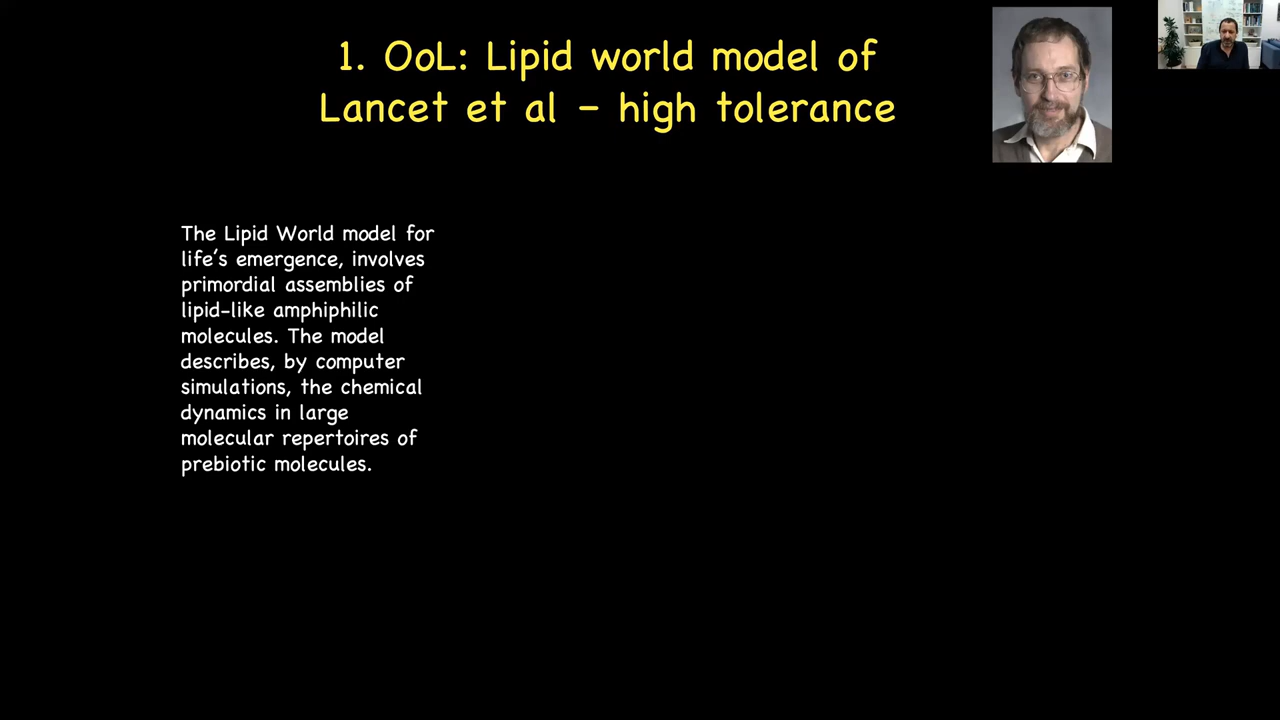 1. OoL: Lipid world model of
Lancet et al – high tolerance
The Lipid World model for
life’s emergence, involves
primordial assemblies of
lipid-like amphiphilic
molecules. The model
describes, by computer
simulations, the chemical
dynamics in large
molecular repertoires of
prebiotic molecules.